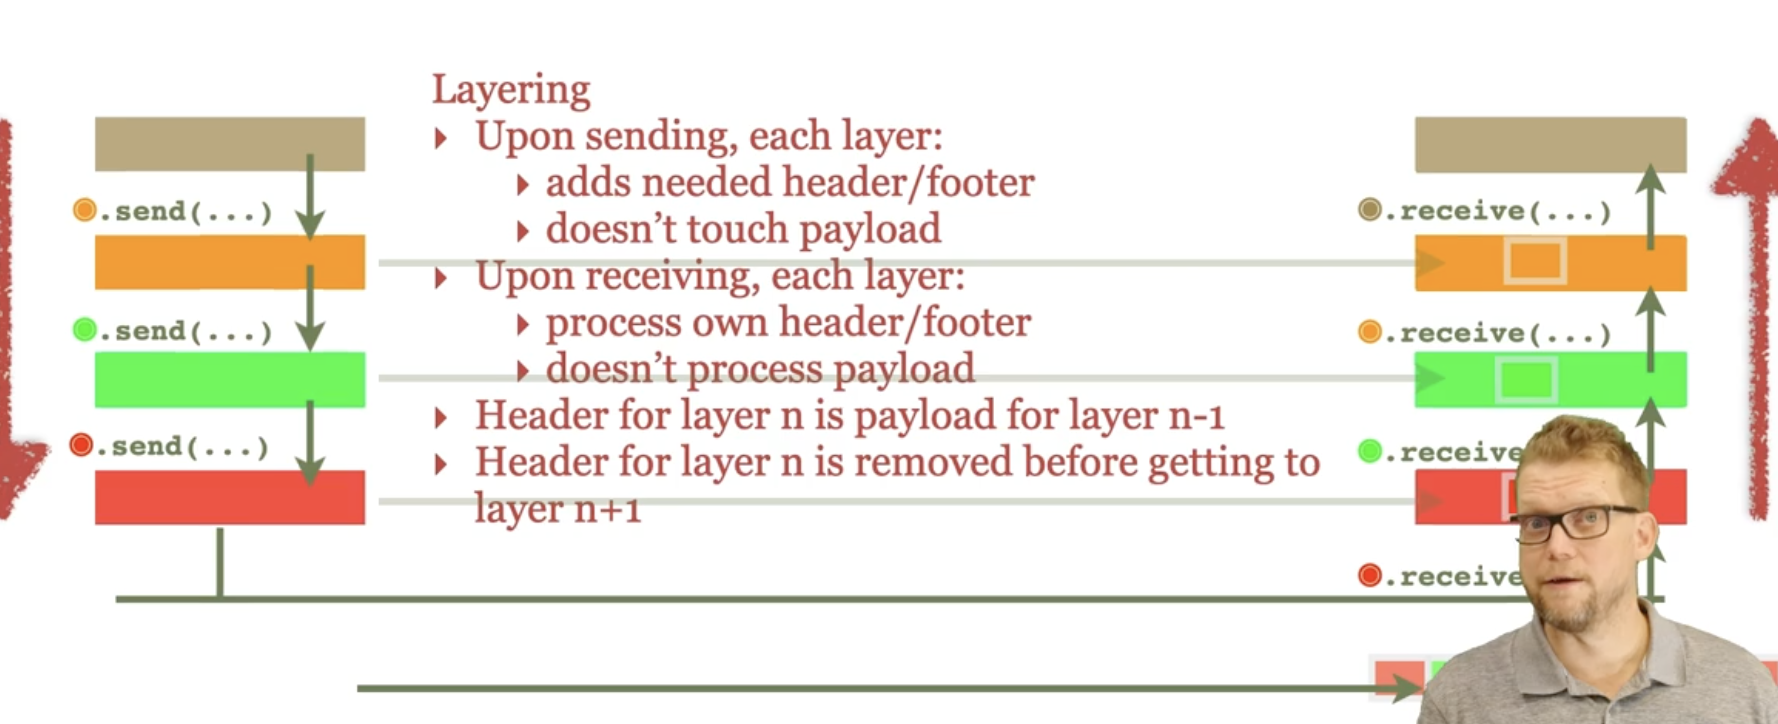 Layering
Upon sending, each layer:
adds needed header/footer
doesn't touch payload
Upon receiving, each layer:
process own header/footer
doesn't process payload
Header for layer n is payload for layer n-1
Header for layer n is removed before getting to
layer n+1
.send(...)
.send(...)
.send(...)
.receive(...)
.receive(...)
.receive
.receive